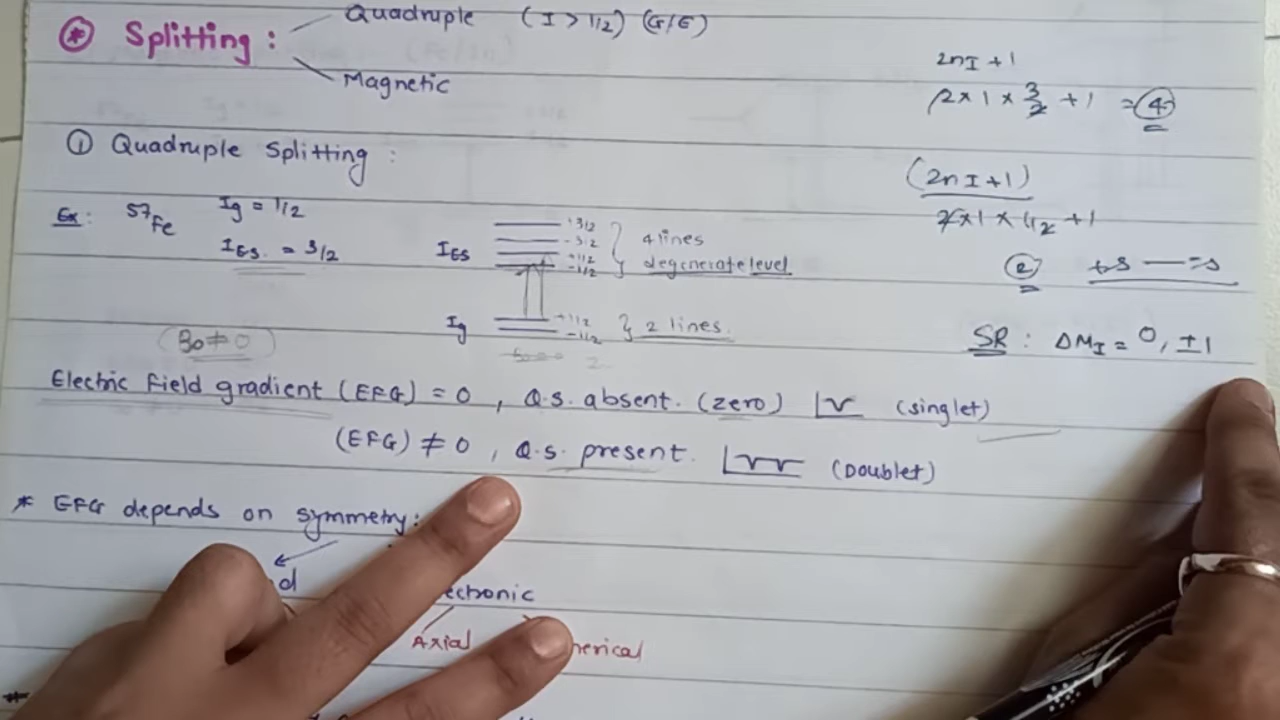 * Splitting : Quadruple (I > 1/2) (G/E)
Magnetic
2nI + 1
2 × 1 × 3/2 + 1 = 4
① Quadruple Splitting :
(2nI + 1)
2 × 1 × 1/2 + 1
2
Ex : 57Fe Ig = 1/2
IES. = 3/2
IES
+3/2
-3/2
+1/2
-1/2
4 lines
degenerate level
Ig
+1/2
-1/2
2 lines.
SR : ΔMI = 0, ±1
Electric field gradient (EFG) = 0 , Q.S. absent. (zero) (singlet)
(EFG) ≠ 0 , Q.S. present. (Doublet)
* EFG depends on symmetry :
d
ectronic
Axial
herical